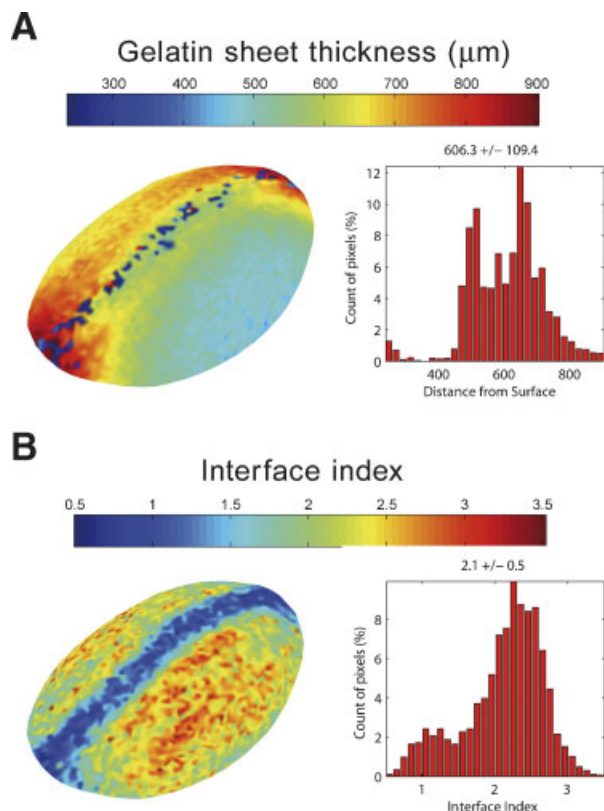 A
Gelatin sheet thickness (μm)
300 400 500 600 700 800 900
606.3 +/− 109.4
12
10
8
6
4
2
0
Count of pixels (%)
400 600 800
Distance from Surface
B
Interface index
0.5 1 1.5 2 2.5 3 3.5
2.1 +/− 0.5
8
6
4
2
0
Count of pixels (%)
1 2 3
Interface Index